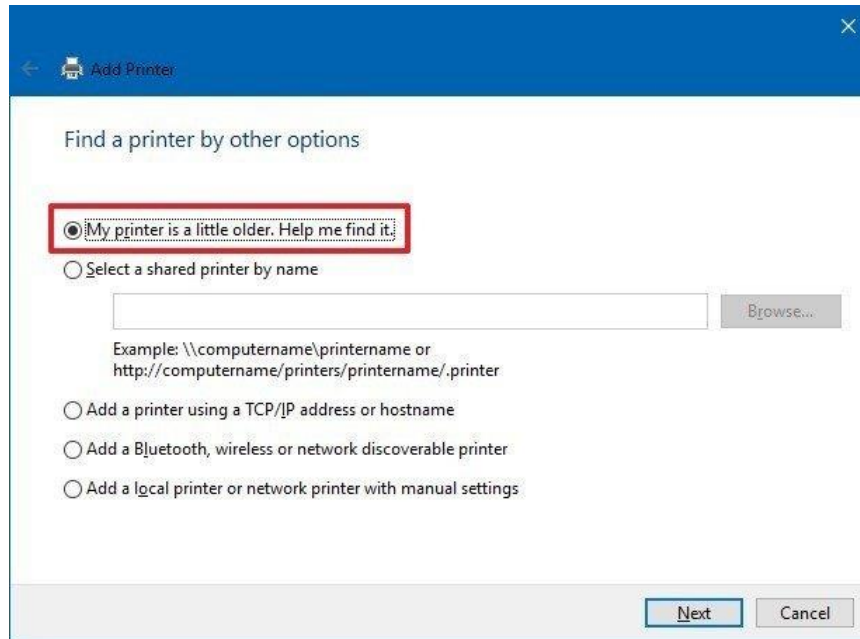 Add Printer
Find a printer by other options
My printer is a little older. Help me find it.
Select a shared printer by name
Browse...
Example: \\computername\printername or
http://computername/printers/printername/.printer
Add a printer using a TCP/IP address or hostname
Add a Bluetooth, wireless or network discoverable printer
Add a local printer or network printer with manual settings
Next
Cancel